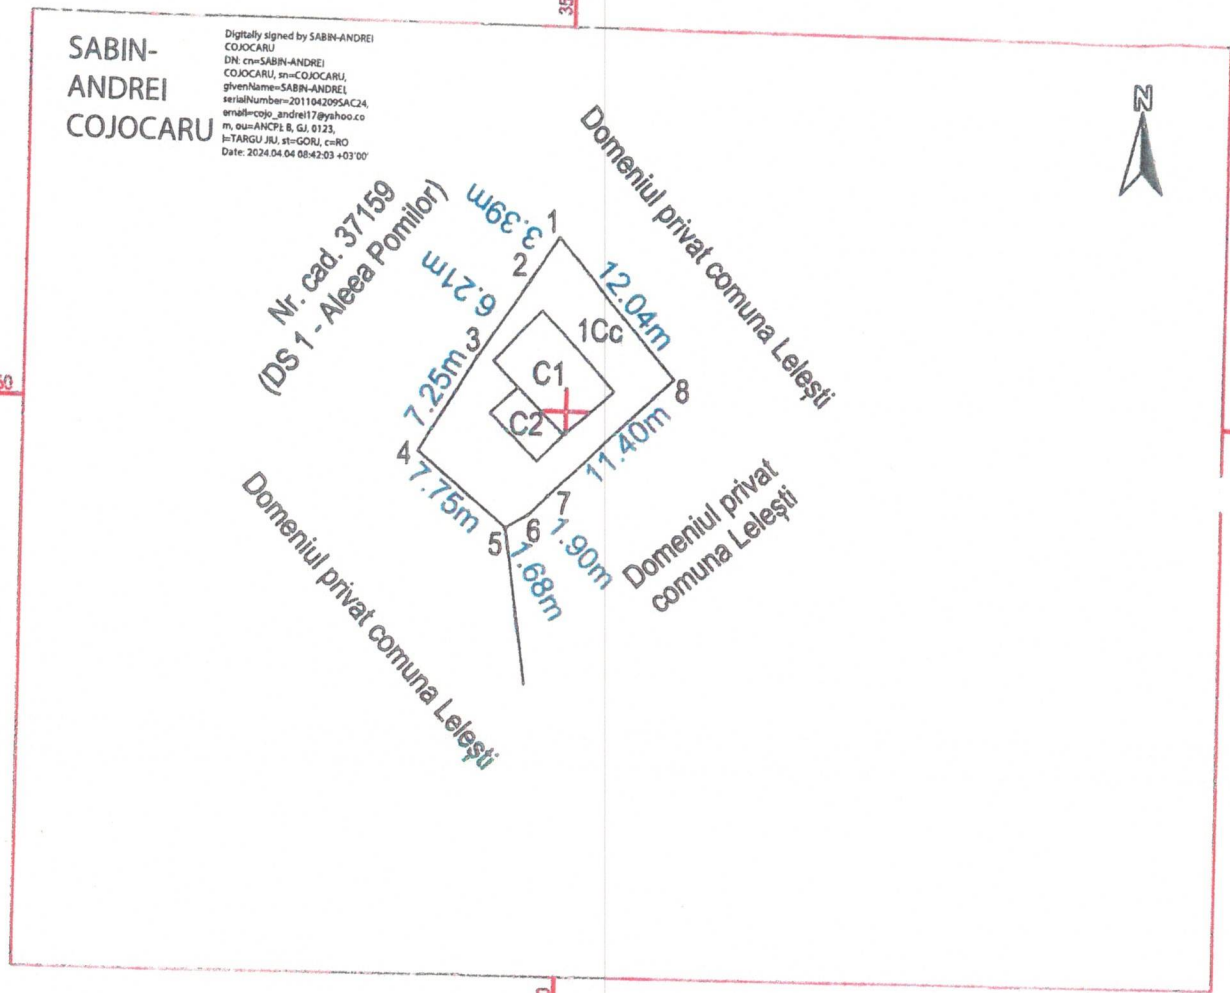 SABIN-
ANDREI
COJOCARU
Digitally signed by SABIN-ANDREI
COJOCARU
DN: cn=SABIN-ANDREI
COJOCARU, sn=COJOCARU,
givenName=SABIN-ANDREI,
serialNumber=201104209SAC24,
email=cojo_andrei17@yahoo.co
m, ou=ANCPI: B, GJ, 0123,
l=TARGU JIU, st=GORJ, c=RO
Date: 2024.04.04 08:42:03 +03'00'
N
Domeniul privat comuna Lelești
Nr. cad. 37159
(DS 1 - Aleea Pomilor)
3.39m
1
2
6.21m
12.04m
3
1Cc
7.25m
C1
8
C2
11.40m
4
7.75m
7
6
5
1.90m
1.68m
Domeniul privat
comuna Lelești
Domeniul privat comuna Lelești